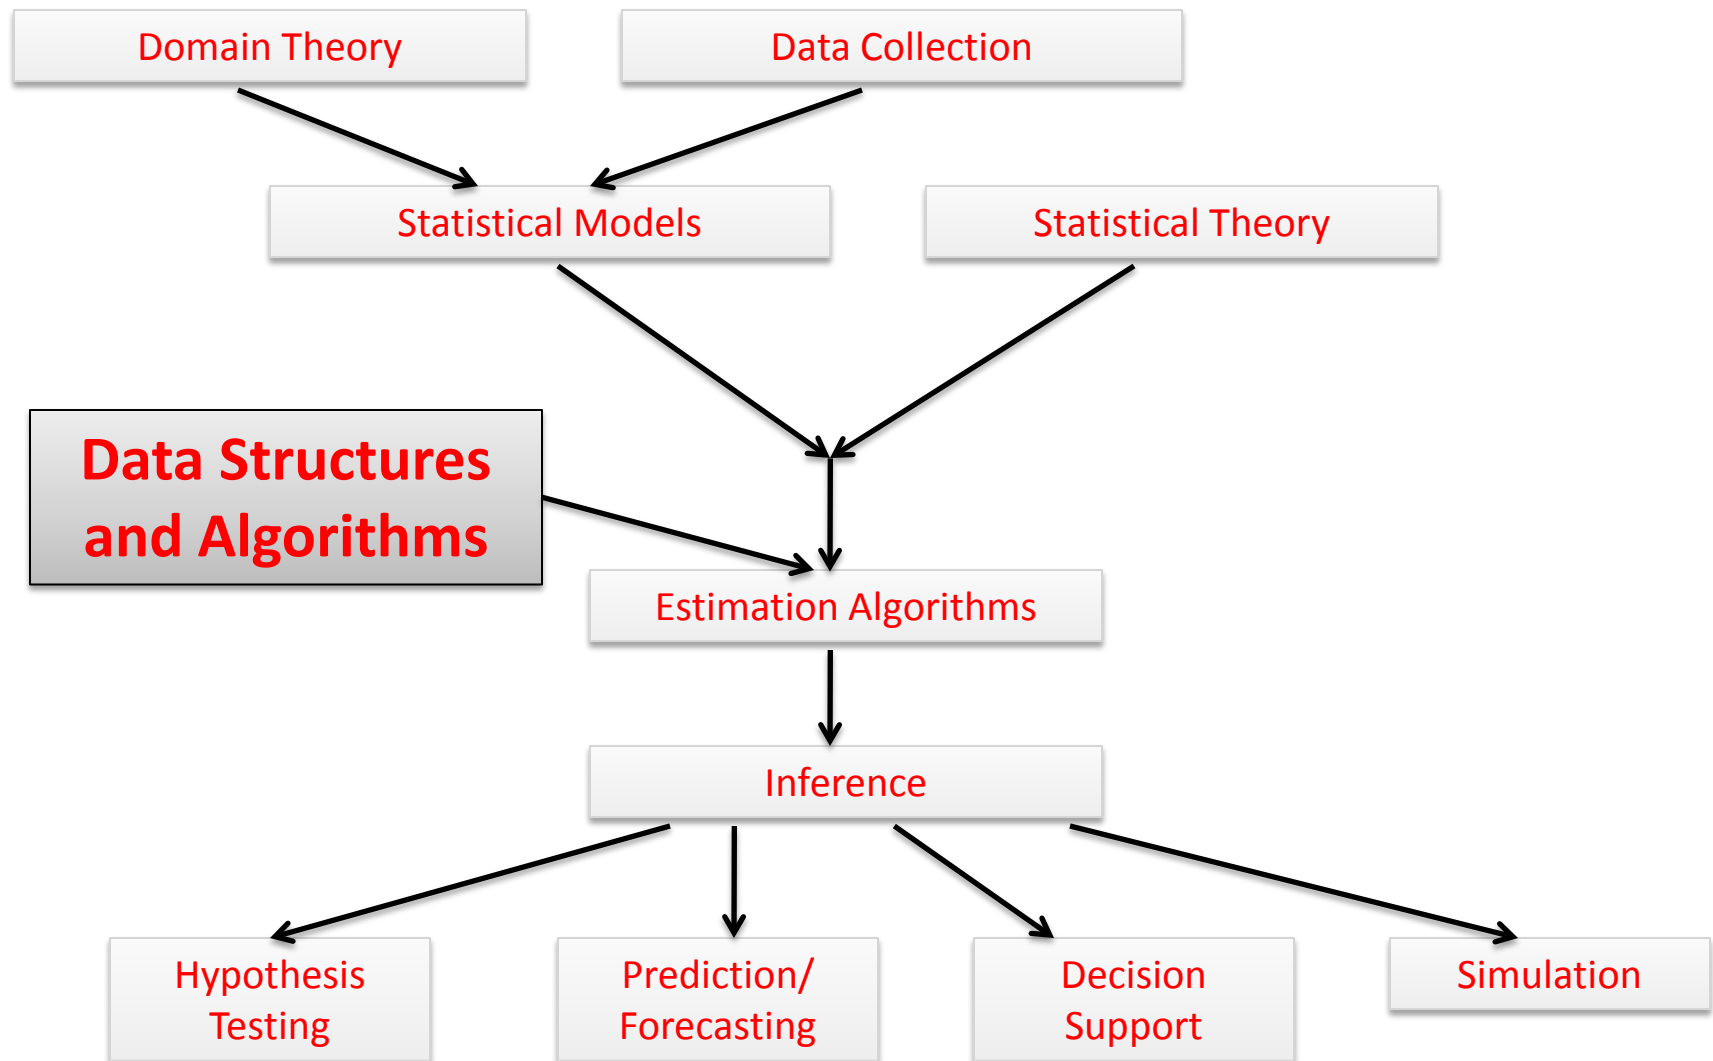 Domain Theory
Data Collection
Statistical Models
Statistical Theory
Data Structures
and Algorithms
Estimation Algorithms
Inference
Hypothesis
Testing
Prediction/
Forecasting
Decision
Support
Simulation